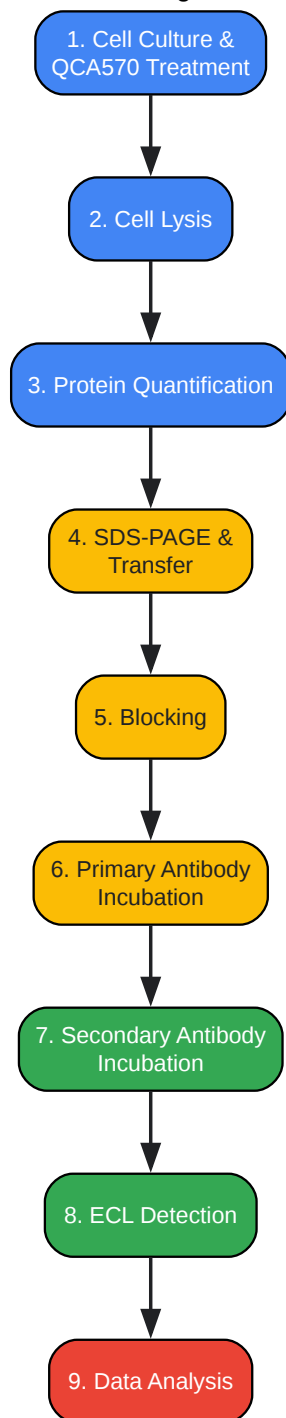 1. Cell Culture &
QCA570 Treatment
2. Cell Lysis
3. Protein Quantification
4. SDS-PAGE &
Transfer
5. Blocking
6. Primary Antibody
Incubation
7. Secondary Antibody
Incubation
8. ECL Detection
9. Data Analysis